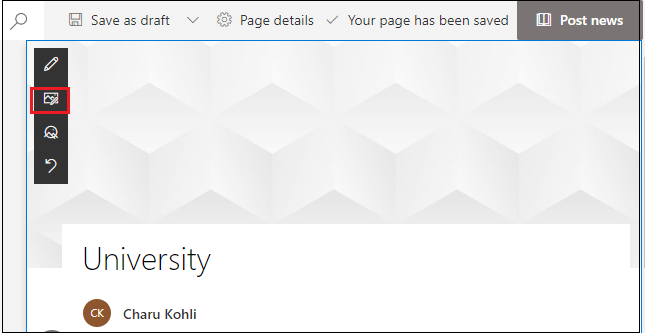 Save as draft Page details Your page has been saved Post news
University
CK Charu Kohli